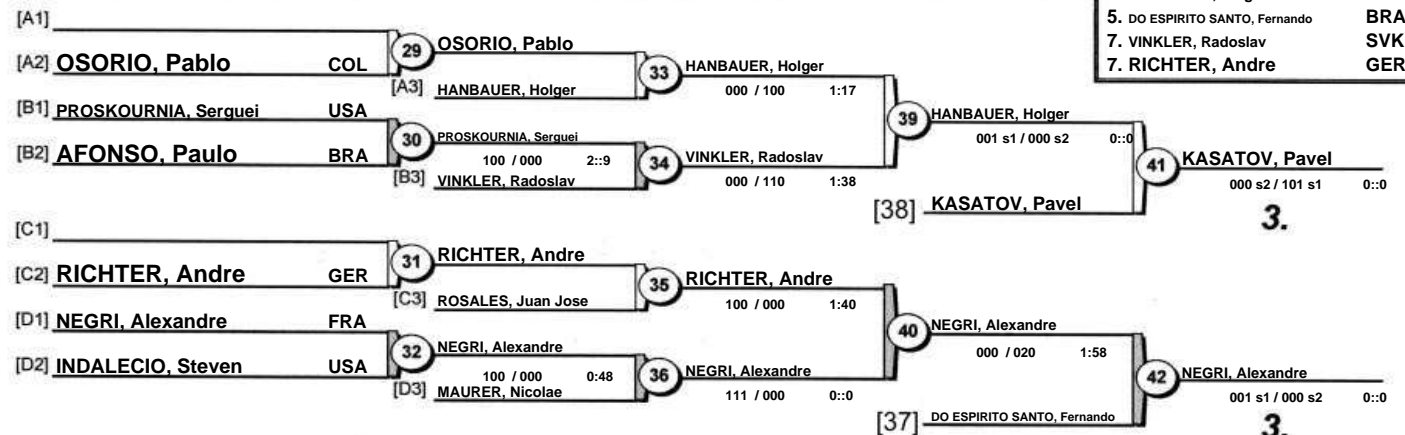 5. DO ESPIRITO SANTO, Fernando BRA
7. VINKLER, Radoslav SVK
7. RICHTER, Andre GER
[A1]
29 OSORIO, Pablo
[A2] OSORIO, Pablo COL
33 HANBAUER, Holger
[A3] HANBAUER, Holger
000 / 100 1:17
[B1] PROSKOURNIA, Serguei USA
39 HANBAUER, Holger
30 PROSKOURNIA, Serguei
001 s1 / 000 s2 0::0
[B2] AFONSO, Paulo BRA
100 / 000 2::9
34 VINKLER, Radoslav
41 KASATOV, Pavel
[B3] VINKLER, Radoslav
000 / 110 1:38
000 s2 / 101 s1 0::0
[38] KASATOV, Pavel
3.
[C1]
31 RICHTER, Andre
[C2] RICHTER, Andre GER
35 RICHTER, Andre
[C3] ROSALES, Juan Jose
100 / 000 1:40
[D1] NEGRI, Alexandre FRA
40 NEGRI, Alexandre
32 NEGRI, Alexandre
000 / 020 1:58
[D2] INDALECIO, Steven USA
100 / 000 0:48
36 NEGRI, Alexandre
42 NEGRI, Alexandre
[D3] MAURER, Nicolae
111 / 000 0::0
001 s1 / 000 s2 0::0
[37] DO ESPIRITO SANTO, Fernando
3.